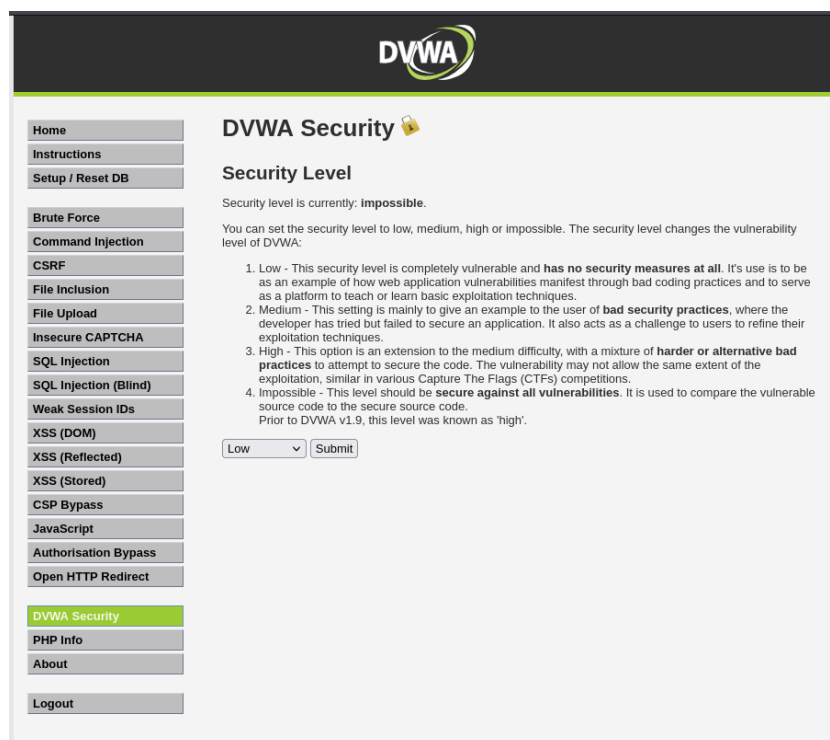 DVWA
Home
Instructions
Setup / Reset DB
Brute Force
Command Injection
CSRF
File Inclusion
File Upload
Insecure CAPTCHA
SQL Injection
SQL Injection (Blind)
Weak Session IDs
XSS (DOM)
XSS (Reflected)
XSS (Stored)
CSP Bypass
JavaScript
Authorisation Bypass
Open HTTP Redirect
DVWA Security
PHP Info
About
Logout
DVWA Security
Security Level
Security level is currently: impossible.
You can set the security level to low, medium, high or impossible. The security level changes the vulnerability
level of DVWA:
1. Low - This security level is completely vulnerable and has no security measures at all. It's use is to be
as an example of how web application vulnerabilities manifest through bad coding practices and to serve
as a platform to teach or learn basic exploitation techniques.
2. Medium - This setting is mainly to give an example to the user of bad security practices, where the
developer has tried but failed to secure an application. It also acts as a challenge to users to refine their
exploitation techniques.
3. High - This option is an extension to the medium difficulty, with a mixture of harder or alternative bad
practices to attempt to secure the code. The vulnerability may not allow the same extent of the
exploitation, similar in various Capture The Flags (CTFs) competitions.
4. Impossible - This level should be secure against all vulnerabilities. It is used to compare the vulnerable
source code to the secure source code.
Prior to DVWA v1.9, this level was known as 'high'.
Low
Submit